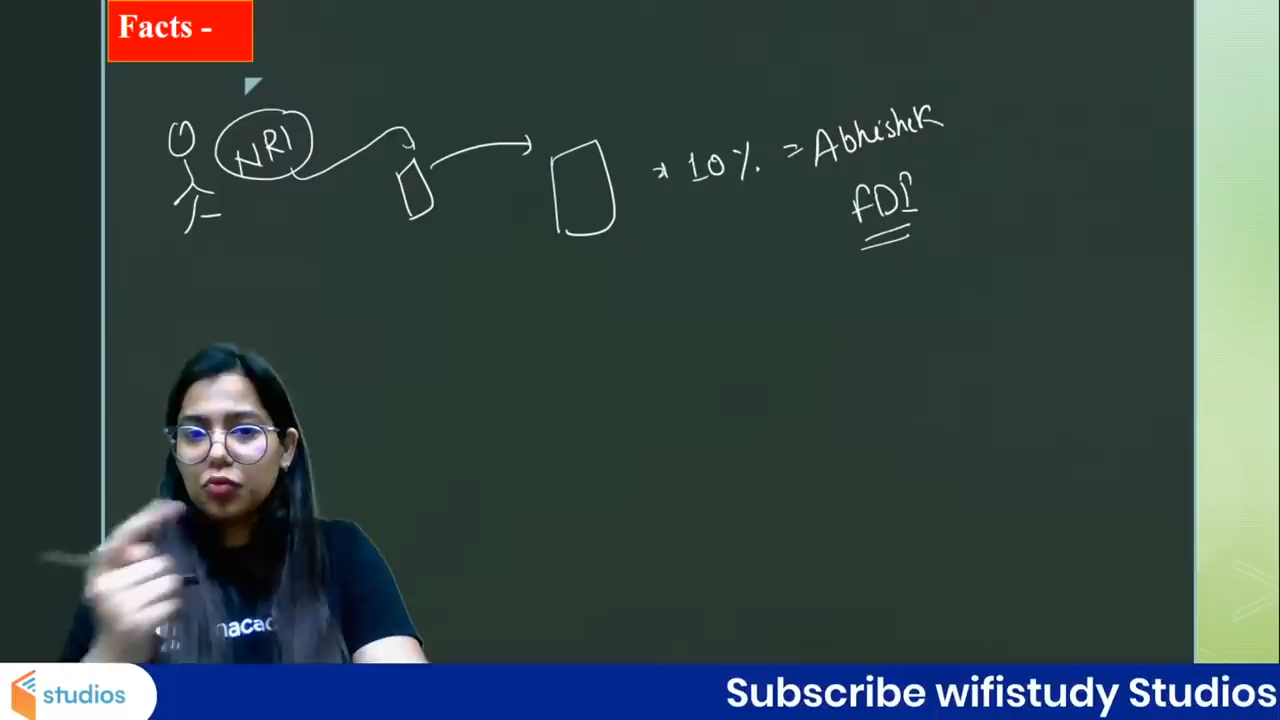 Facts -
NRI
* 10% = Abhishek
FDI
studios
Subscribe wifistudy Studios